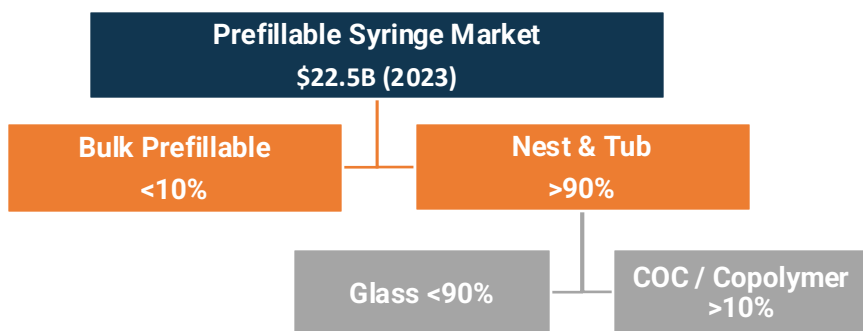 Prefillable Syringe Market
$22.5B (2023)
Bulk Prefillable
<10%
Nest & Tub
>90%
Glass <90%
COC / Copolymer
>10%